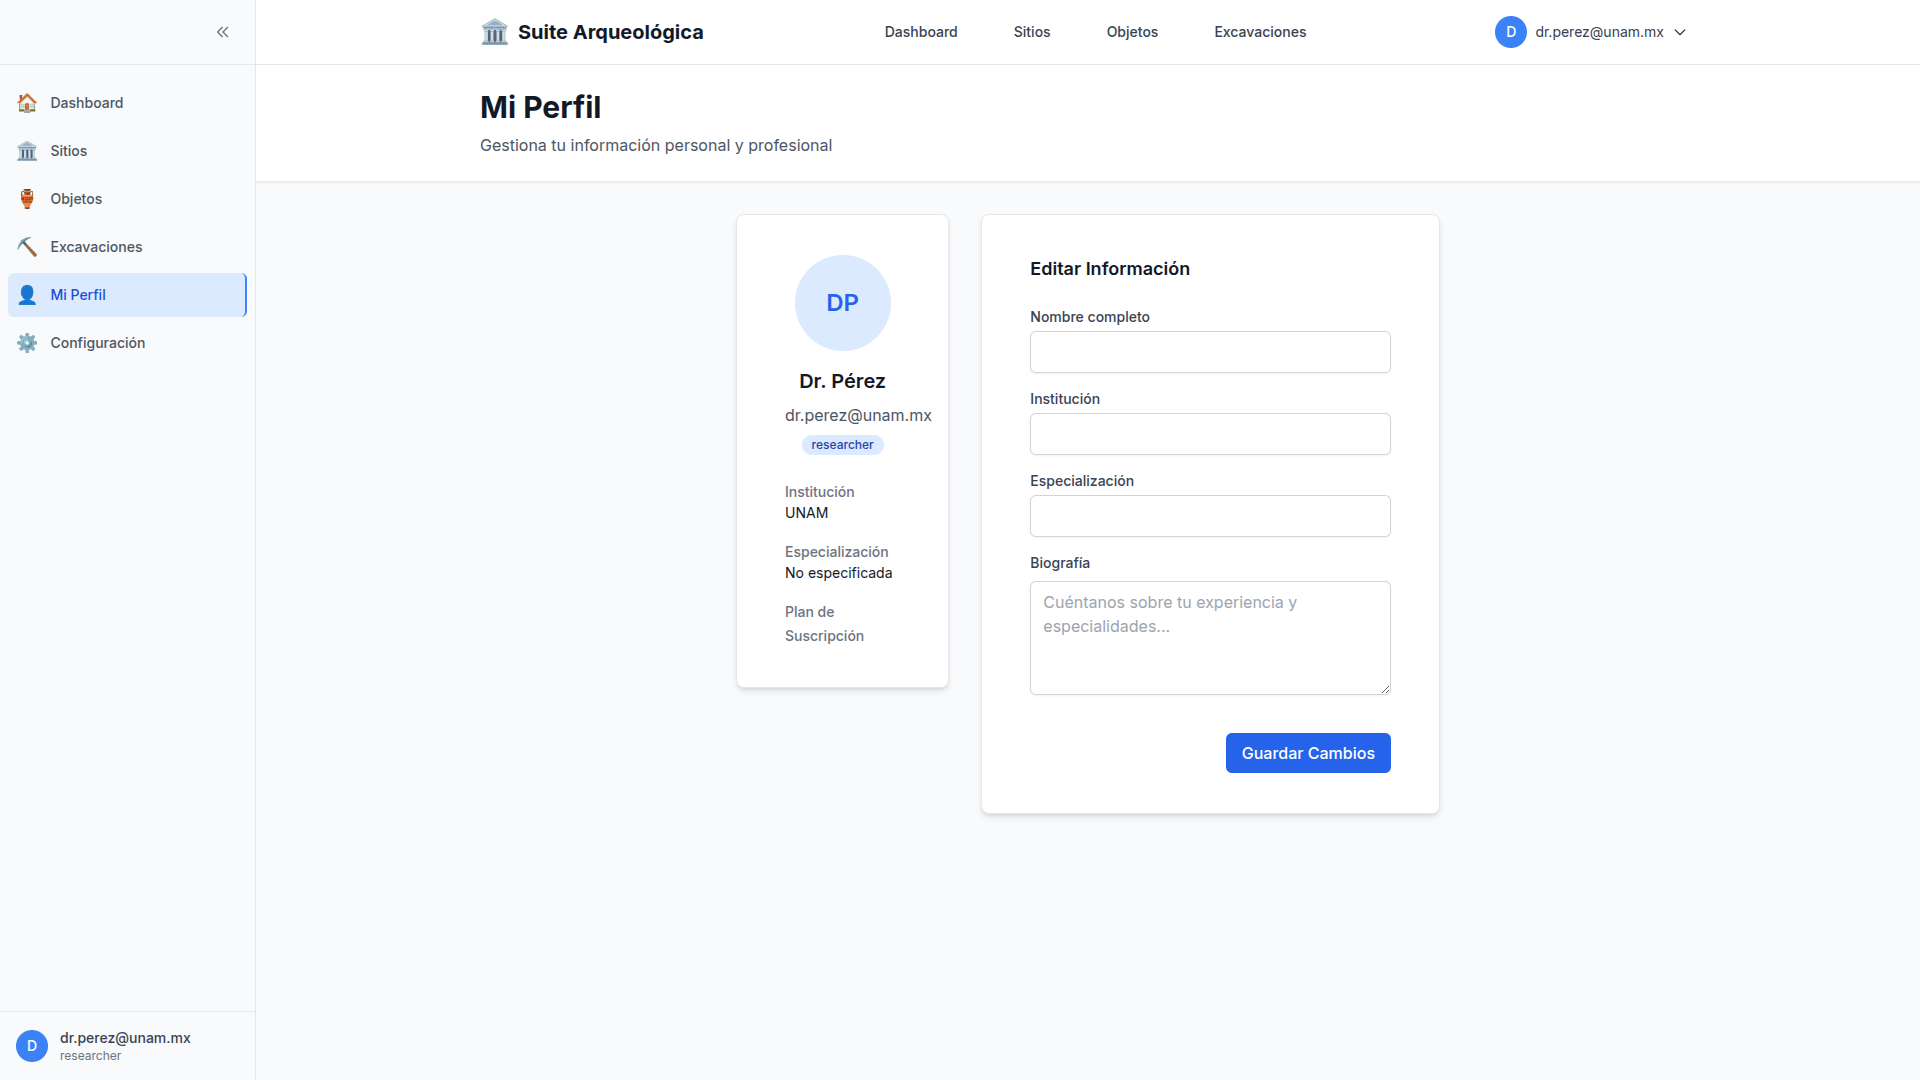 Suite Arqueológica
Dashboard
Sitios
Objetos
Excavaciones
D
dr.perez@unam.mx
Dashboard
Sitios
Objetos
Excavaciones
Mi Perfil
Configuración
Mi Perfil
Gestiona tu información personal y profesional
DP
Dr. Pérez
dr.perez@unam.mx
researcher
Institución
UNAM
Especialización
No especificada
Plan de
Suscripción
Editar Información
Nombre completo
Institución
Especialización
Biografía
Cuéntanos sobre tu experiencia y
especialidades...
Guardar Cambios
D
dr.perez@unam.mx
researcher